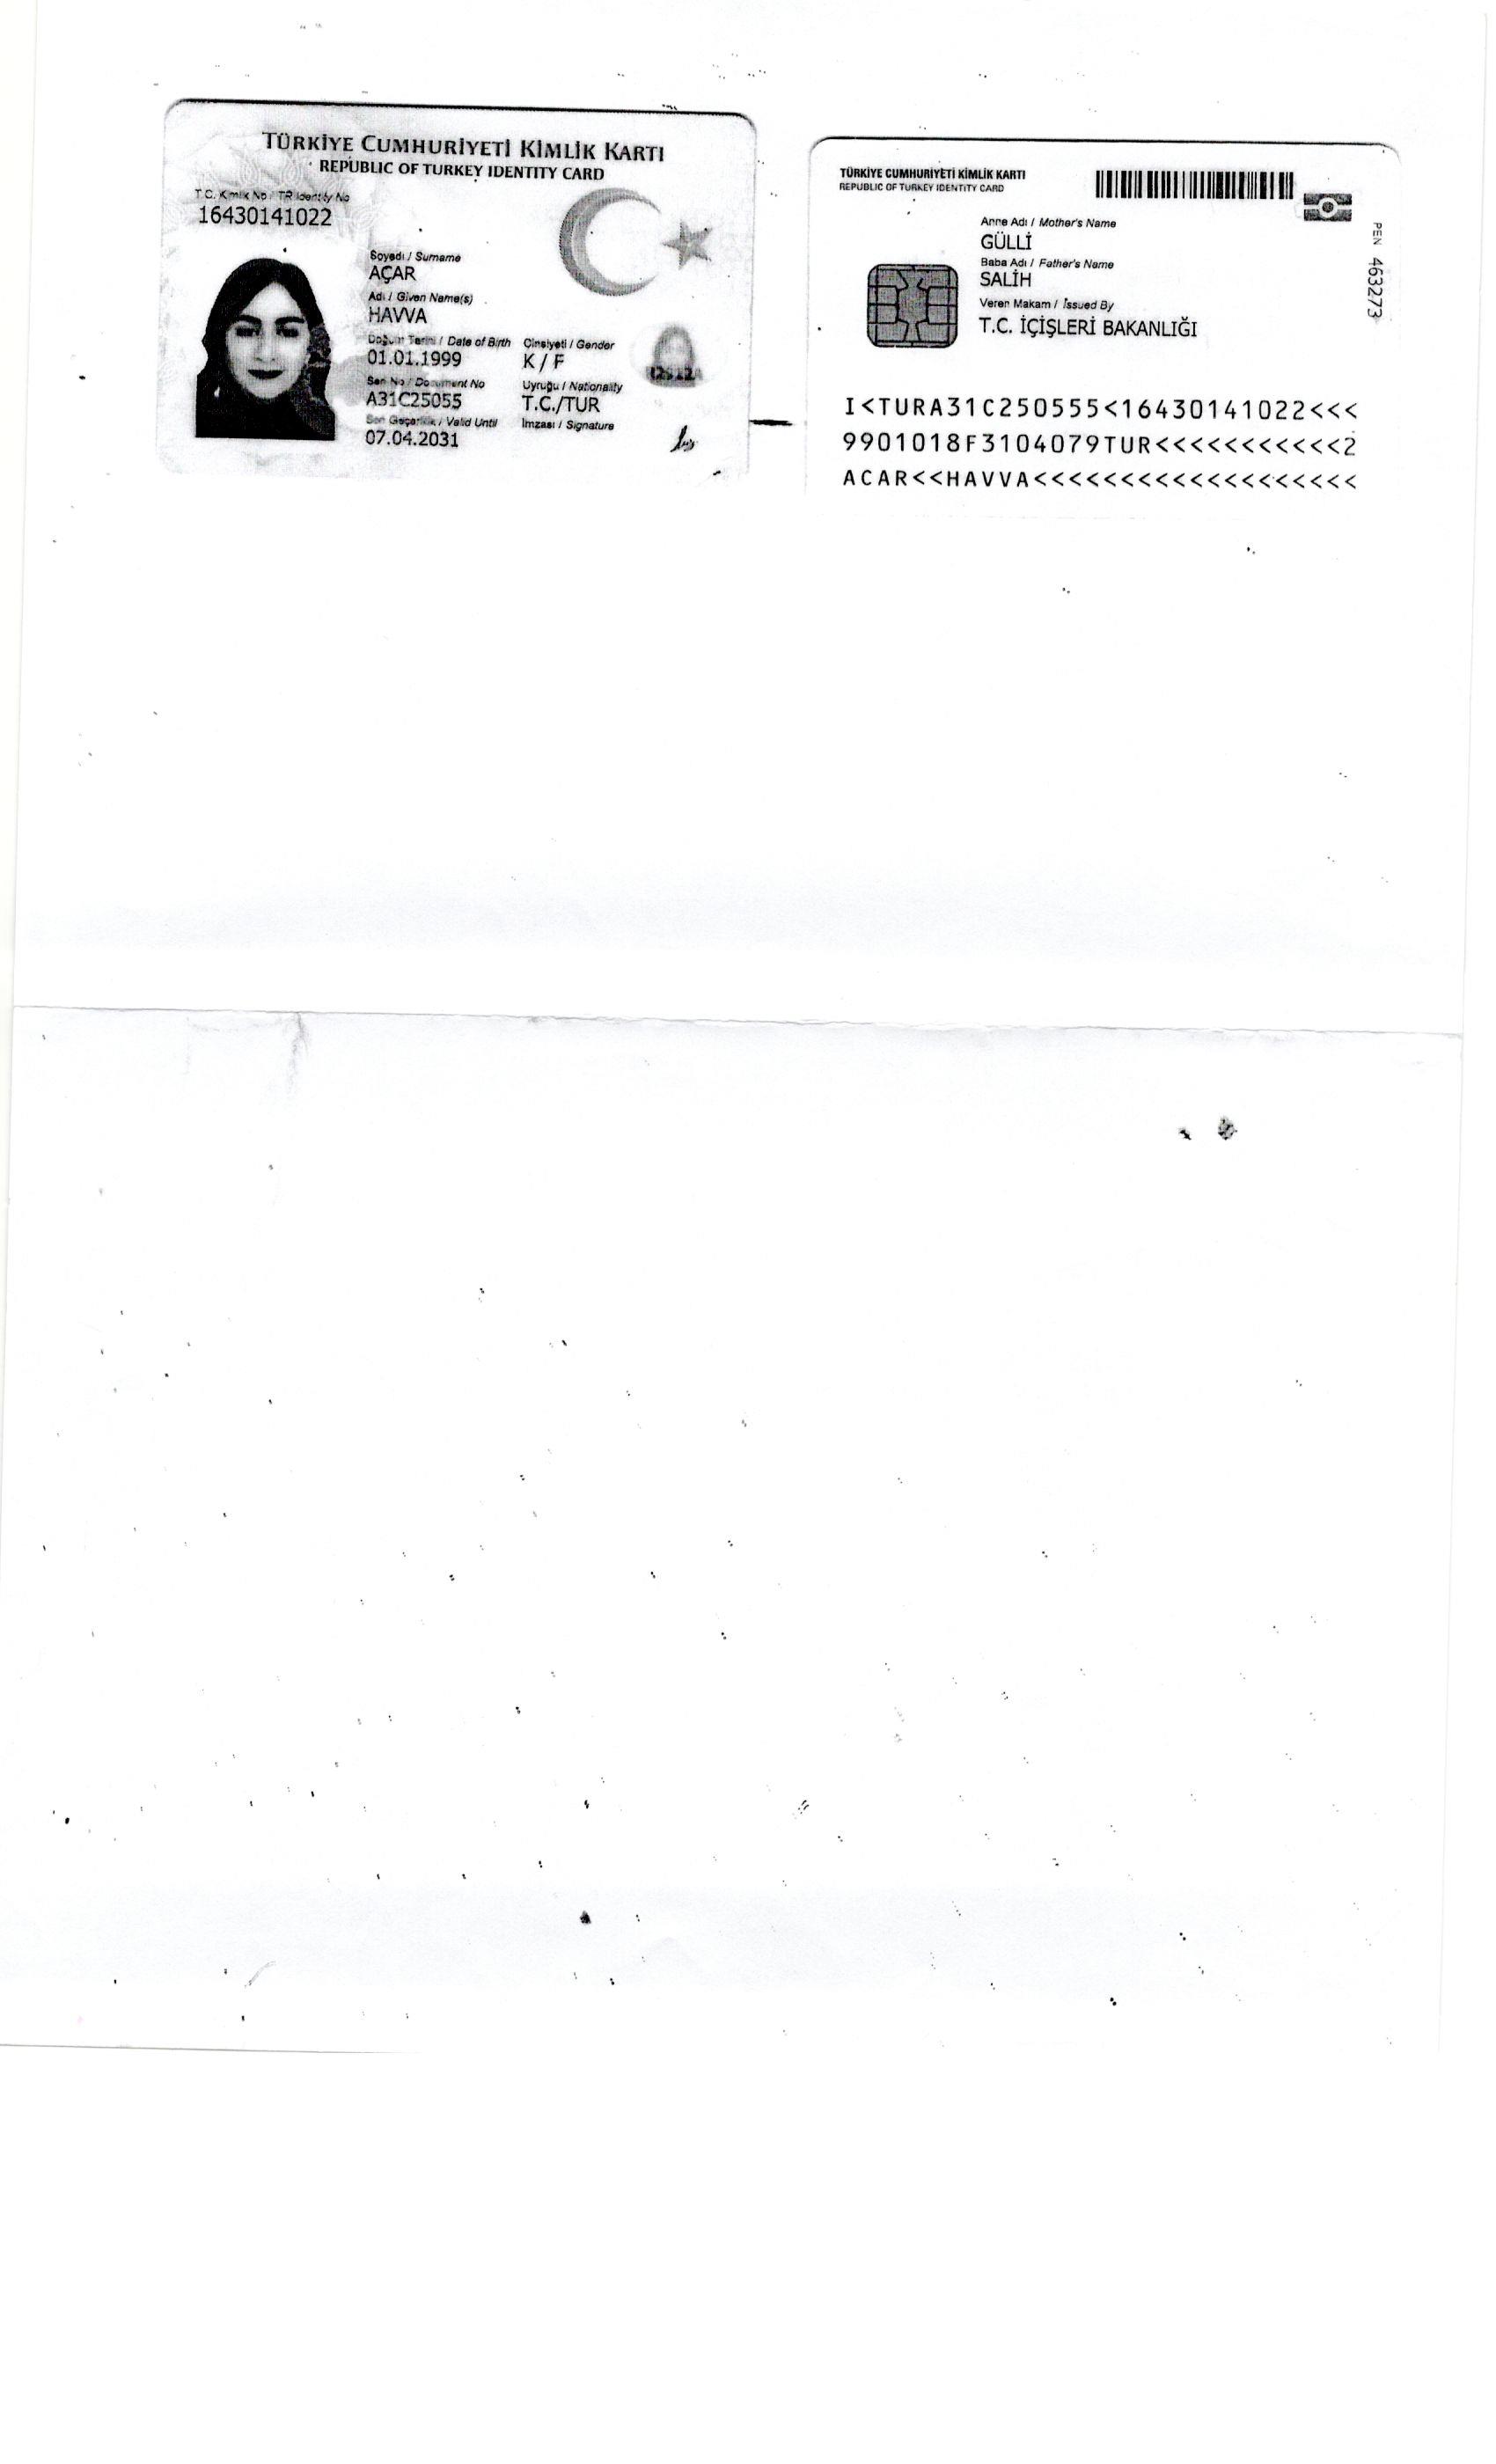 TÜRKİYE CUMHURİYETİ KİMLİK KARTI
REPUBLIC OF TURKEY IDENTITY CARD
T.C. Kimlik No / TR Identity No
16430141022
Soyadı / Surname
AÇAR
Adı / Given Name(s)
HAVVA
Doğum Tarihi / Date of Birth Cinsiyeti / Gender
01.01.1999 K / F
Seri No / Document No Uyruğu / Nationality
A31C25055 T.C./TUR
Son Geçerlilik / Valid Until İmzası / Signature
07.04.2031
TÜRKİYE CUMHURİYETİ KİMLİK KARTI
REPUBLIC OF TURKEY IDENTITY CARD
Anne Adı / Mother's Name
GÜLLİ
Baba Adı / Father's Name
SALİH
Veren Makam / Issued By
T.C. İÇİŞLERİ BAKANLIĞI
PEN 463273
I<TURA31C250555<16430141022<<<
9901018F3104079TUR<<<<<<<<<<<2
ACAR<<HAVVA<<<<<<<<<<<<<<<<<<<